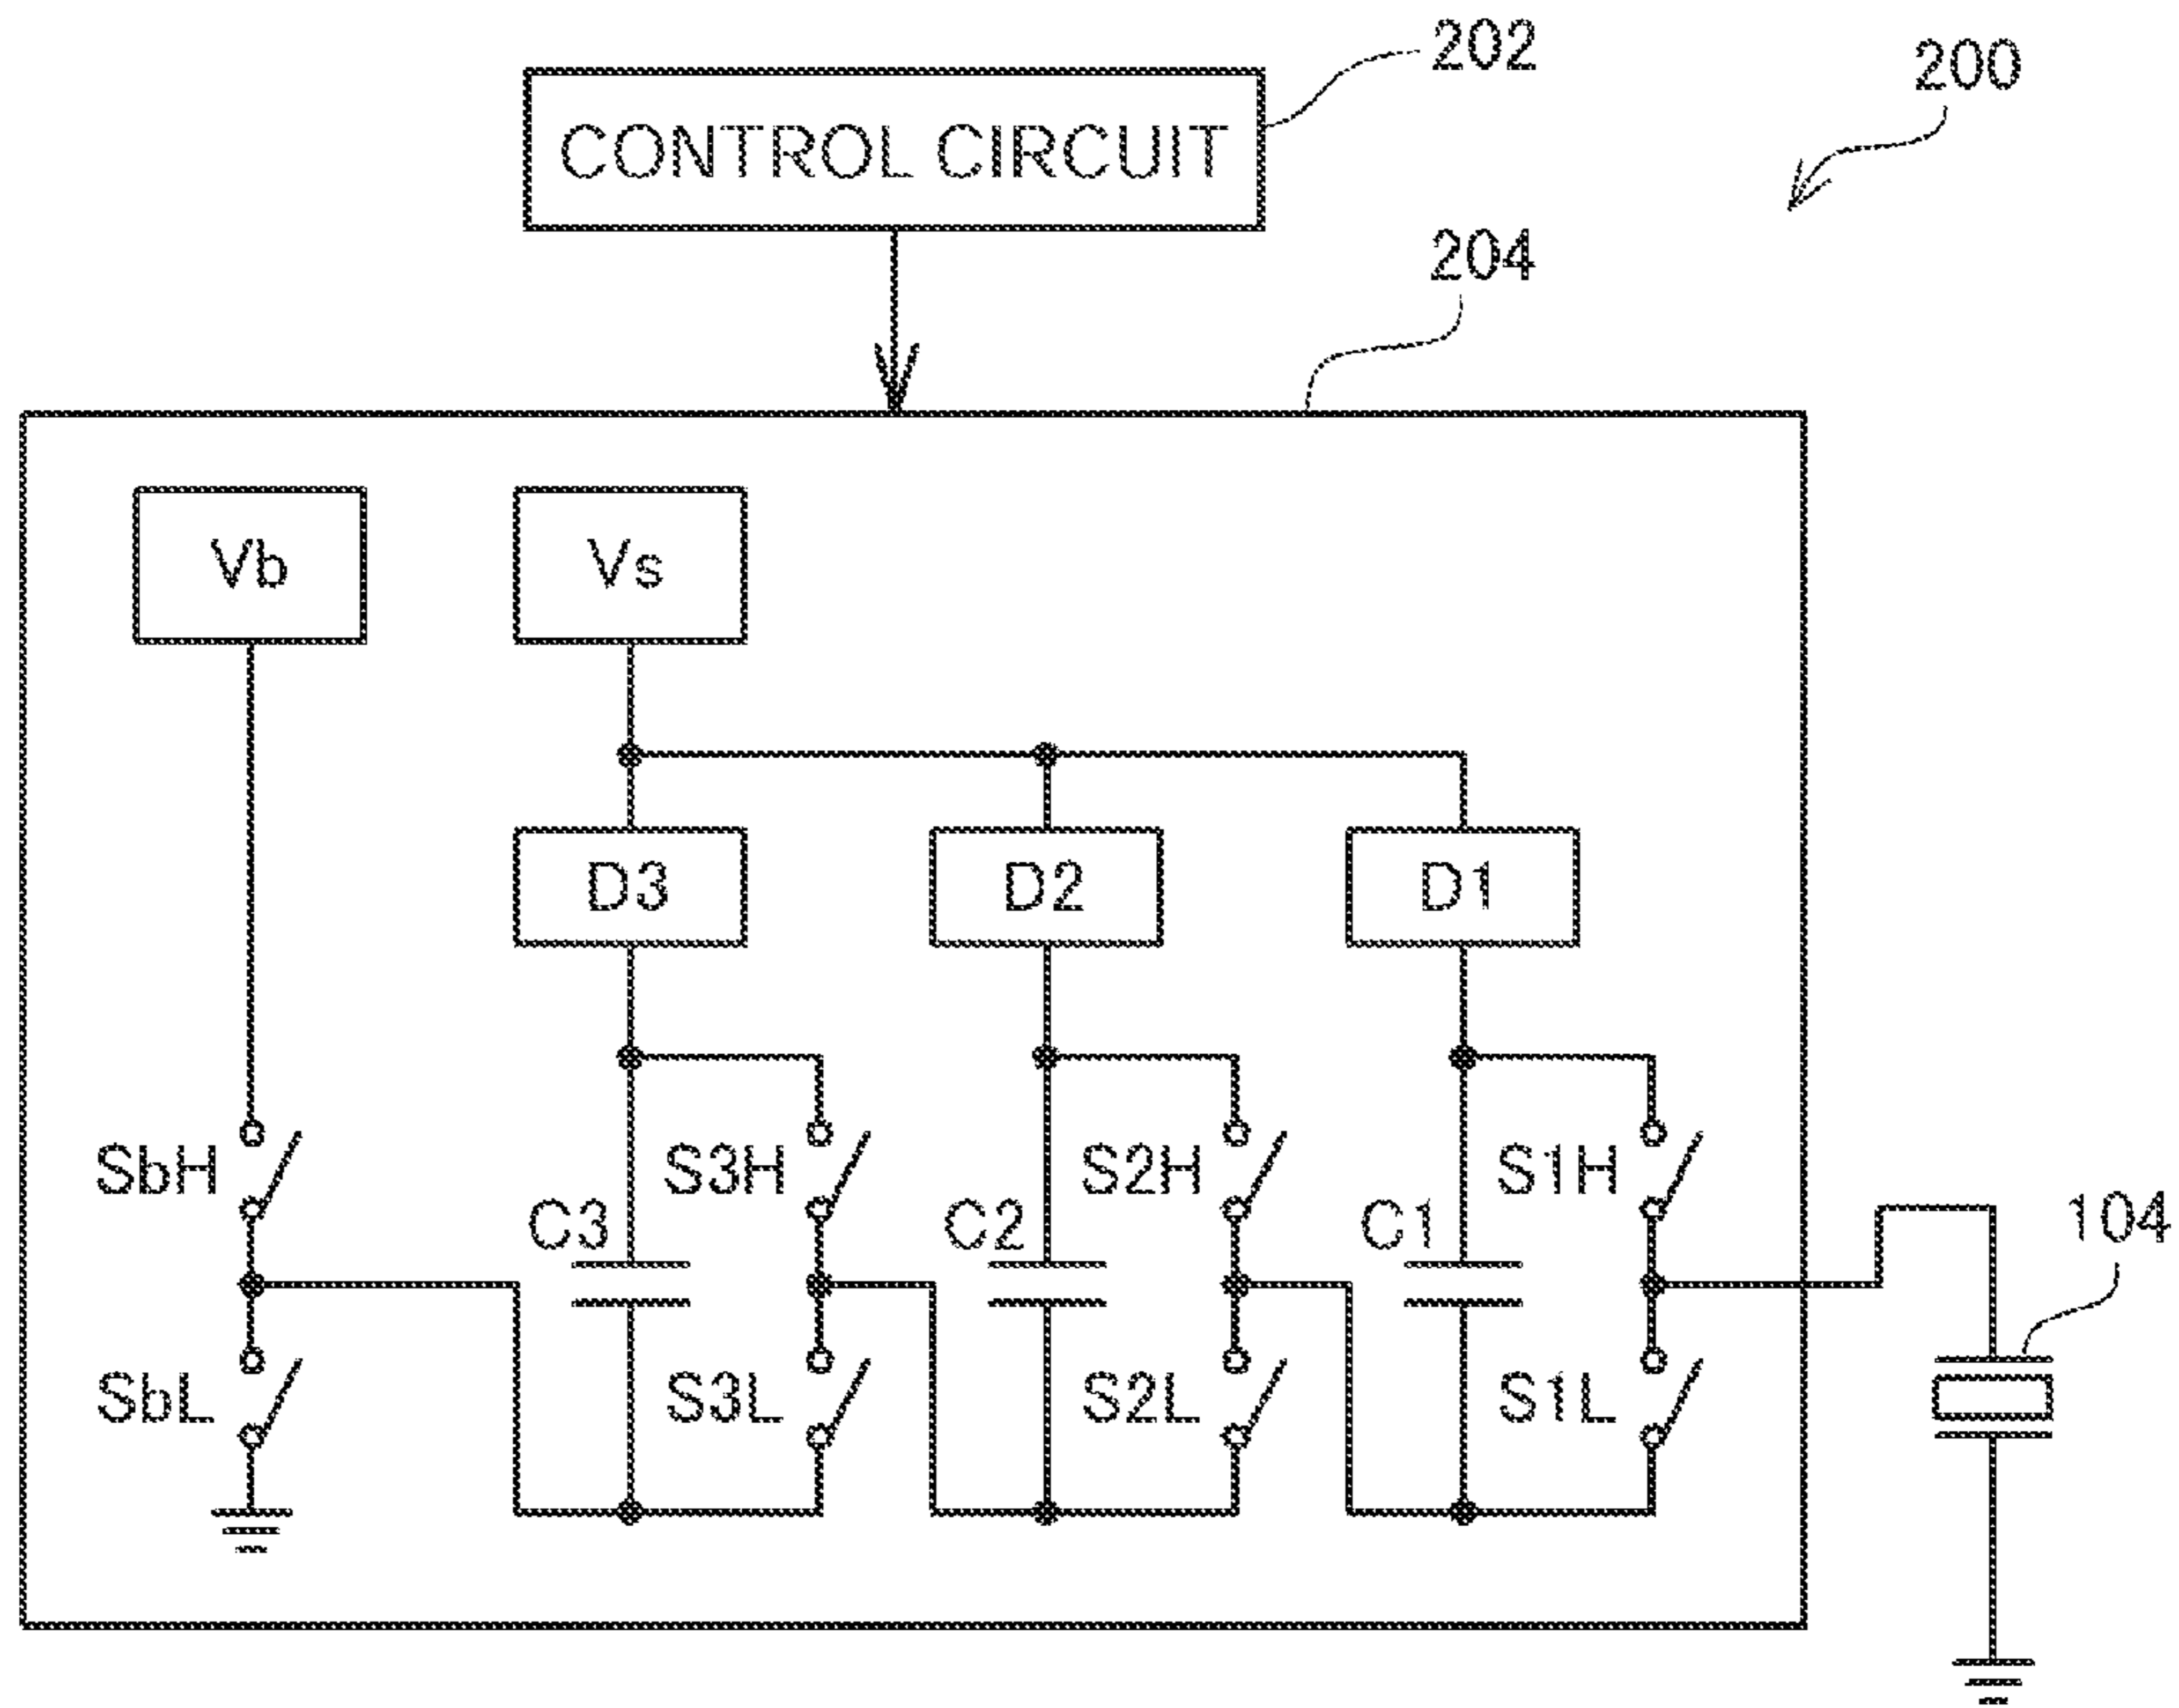 202
200
CONTROL CIRCUIT
204
Vb
Vs
D3
D2
D1
SbH
S3H
S2H
S1H
C3
C2
C1
104
SbL
S3L
S2L
S1L